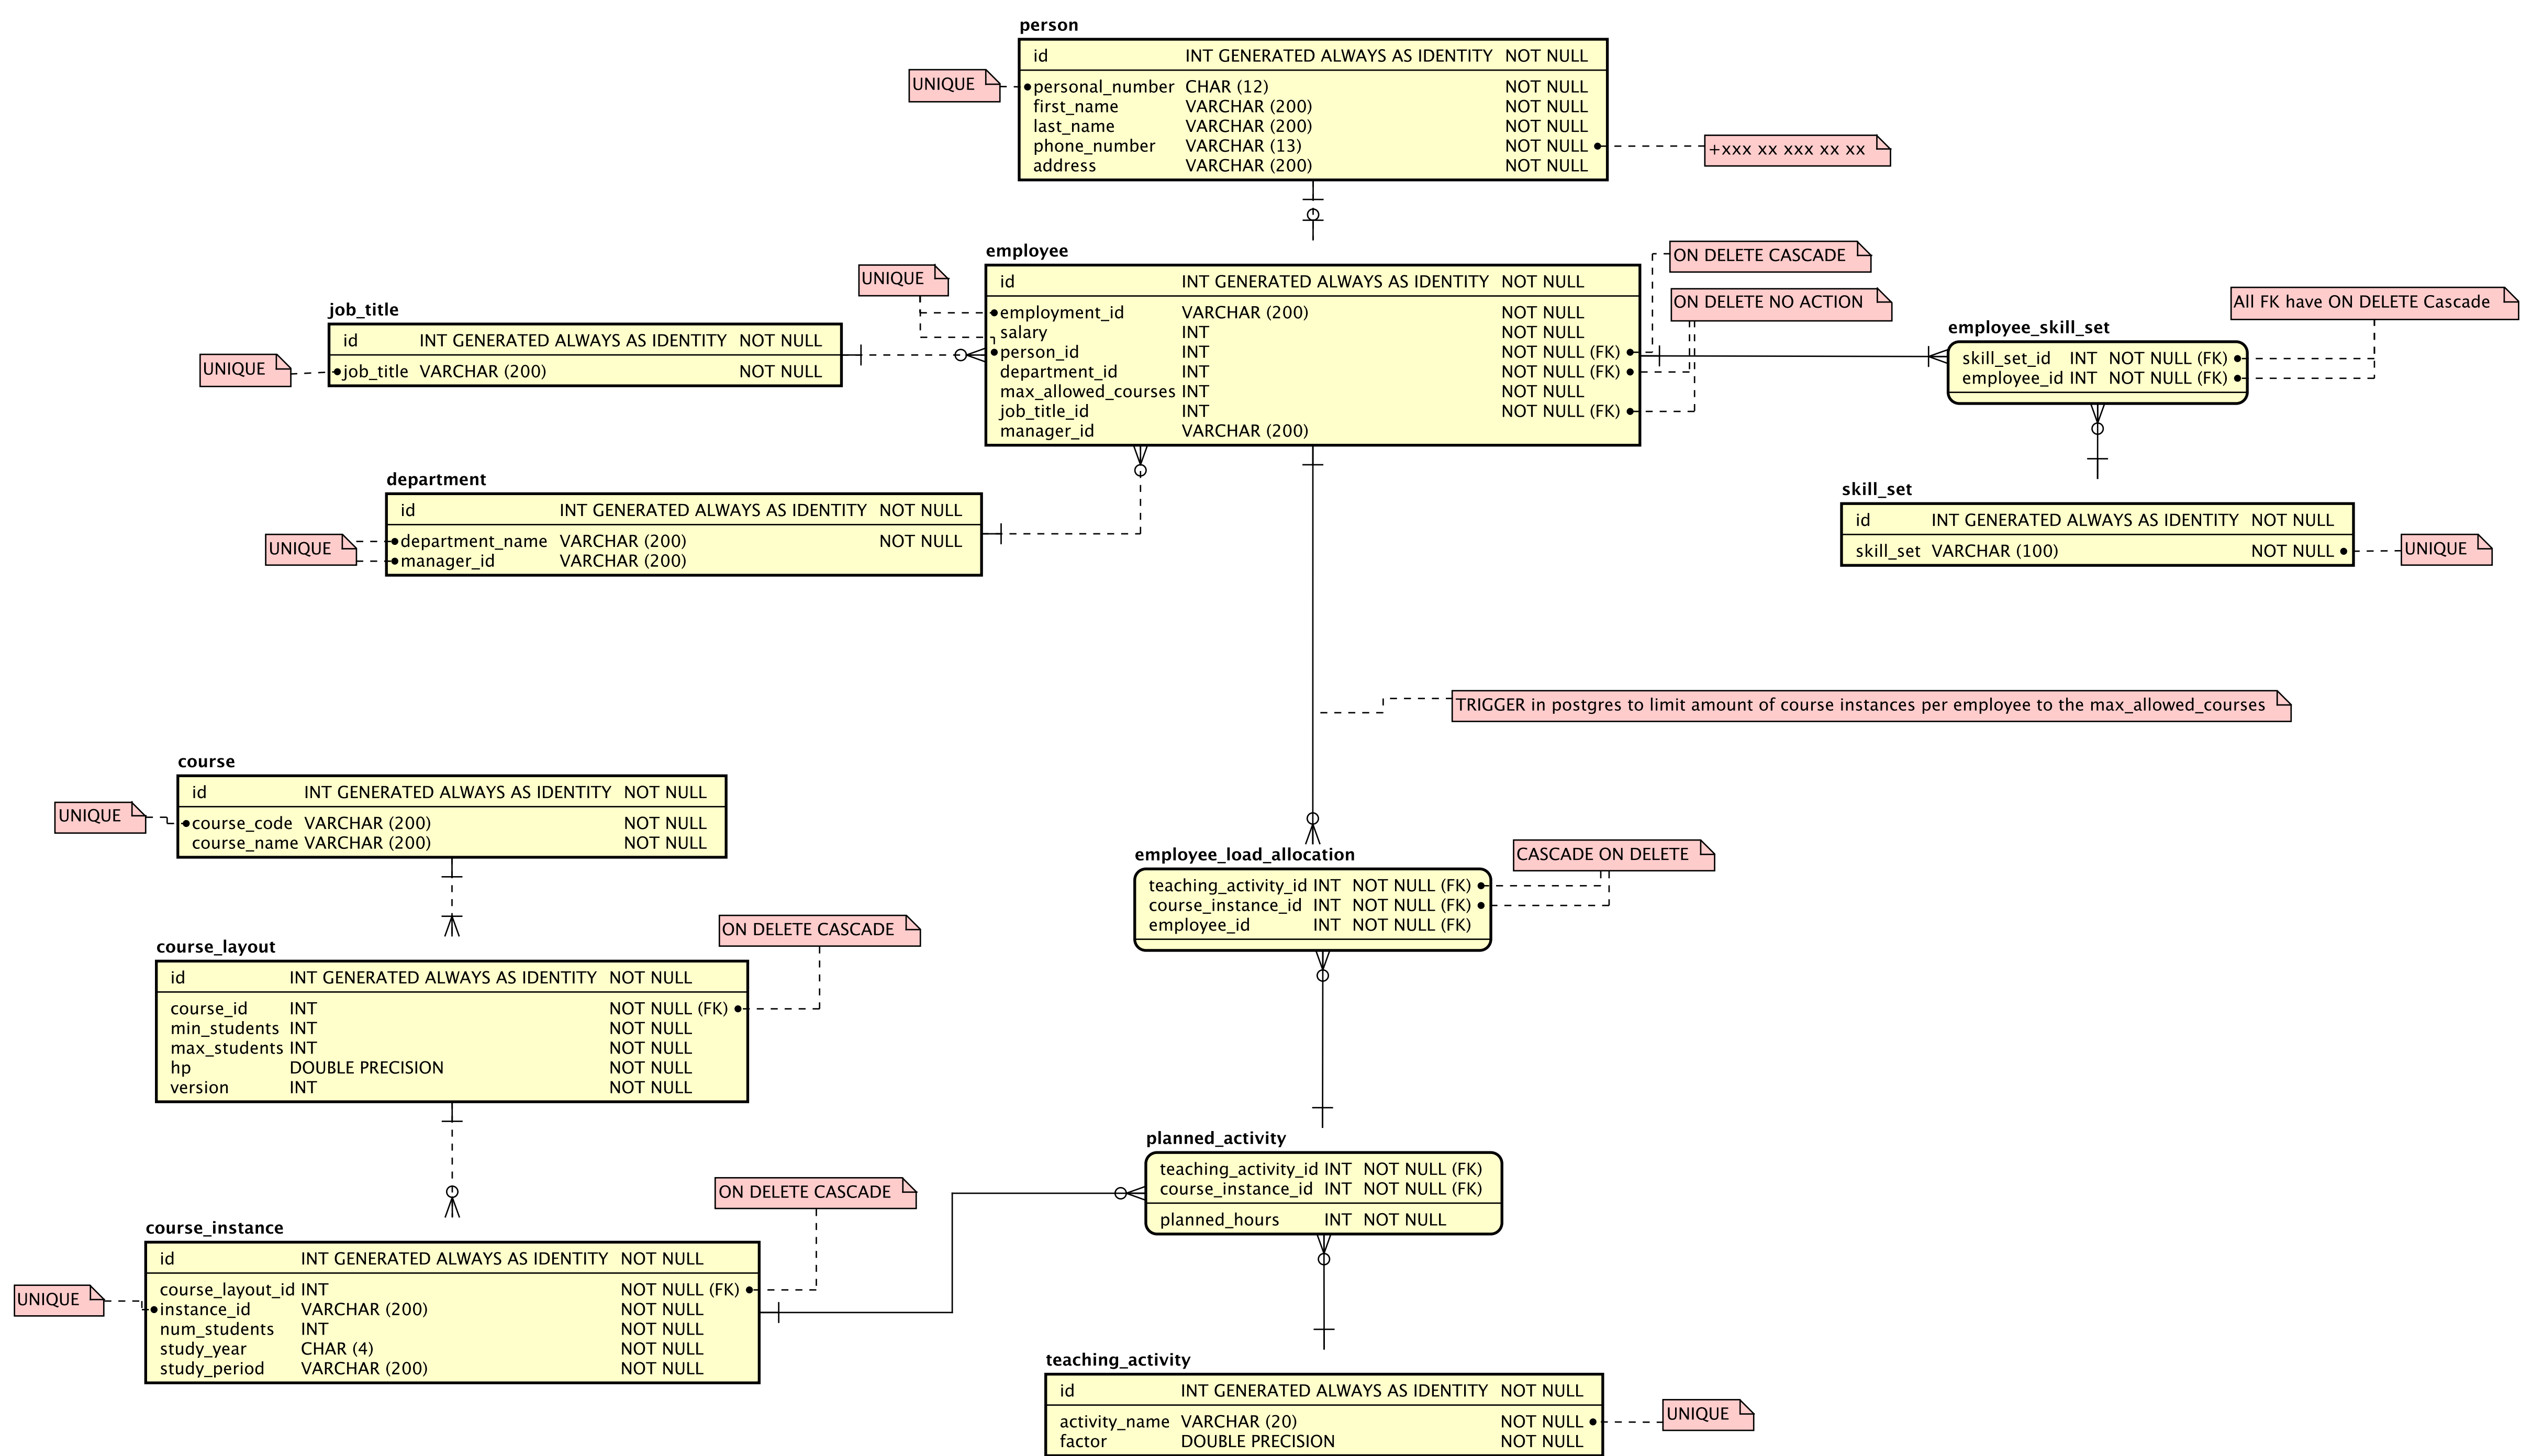 person
id INT GENERATED ALWAYS AS IDENTITY NOT NULL
UNIQUE
personal_number CHAR (12) NOT NULL
first_name VARCHAR (200) NOT NULL
last_name VARCHAR (200) NOT NULL
phone_number VARCHAR (13) NOT NULL
+xxx xx xxx xx xx
address VARCHAR (200) NOT NULL
employee
id INT GENERATED ALWAYS AS IDENTITY NOT NULL
UNIQUE
employment_id VARCHAR (200) NOT NULL
salary INT NOT NULL
person_id INT NOT NULL (FK)
department_id INT NOT NULL (FK)
max_allowed_courses INT NOT NULL
job_title_id INT NOT NULL (FK)
manager_id VARCHAR (200)
ON DELETE CASCADE
ON DELETE NO ACTION
All FK have ON DELETE Cascade
employee_skill_set
skill_set_id INT NOT NULL (FK)
employee_id INT NOT NULL (FK)
job_title
id INT GENERATED ALWAYS AS IDENTITY NOT NULL
UNIQUE
job_title VARCHAR (200) NOT NULL
department
id INT GENERATED ALWAYS AS IDENTITY NOT NULL
UNIQUE
department_name VARCHAR (200) NOT NULL
manager_id VARCHAR (200)
skill_set
id INT GENERATED ALWAYS AS IDENTITY NOT NULL
skill_set VARCHAR (100) NOT NULL
UNIQUE
TRIGGER in postgres to limit amount of course instances per employee to the max_allowed_courses
course
id INT GENERATED ALWAYS AS IDENTITY NOT NULL
UNIQUE
course_code VARCHAR (200) NOT NULL
course_name VARCHAR (200) NOT NULL
employee_load_allocation
CASCADE ON DELETE
teaching_activity_id INT NOT NULL (FK)
course_instance_id INT NOT NULL (FK)
employee_id INT NOT NULL (FK)
course_layout
ON DELETE CASCADE
id INT GENERATED ALWAYS AS IDENTITY NOT NULL
course_id INT NOT NULL (FK)
min_students INT NOT NULL
max_students INT NOT NULL
hp DOUBLE PRECISION NOT NULL
version INT NOT NULL
planned_activity
teaching_activity_id INT NOT NULL (FK)
course_instance_id INT NOT NULL (FK)
planned_hours INT NOT NULL
course_instance
ON DELETE CASCADE
id INT GENERATED ALWAYS AS IDENTITY NOT NULL
course_layout_id INT NOT NULL (FK)
UNIQUE
instance_id VARCHAR (200) NOT NULL
num_students INT NOT NULL
study_year CHAR (4) NOT NULL
study_period VARCHAR (200) NOT NULL
teaching_activity
id INT GENERATED ALWAYS AS IDENTITY NOT NULL
activity_name VARCHAR (20) NOT NULL
UNIQUE
factor DOUBLE PRECISION NOT NULL